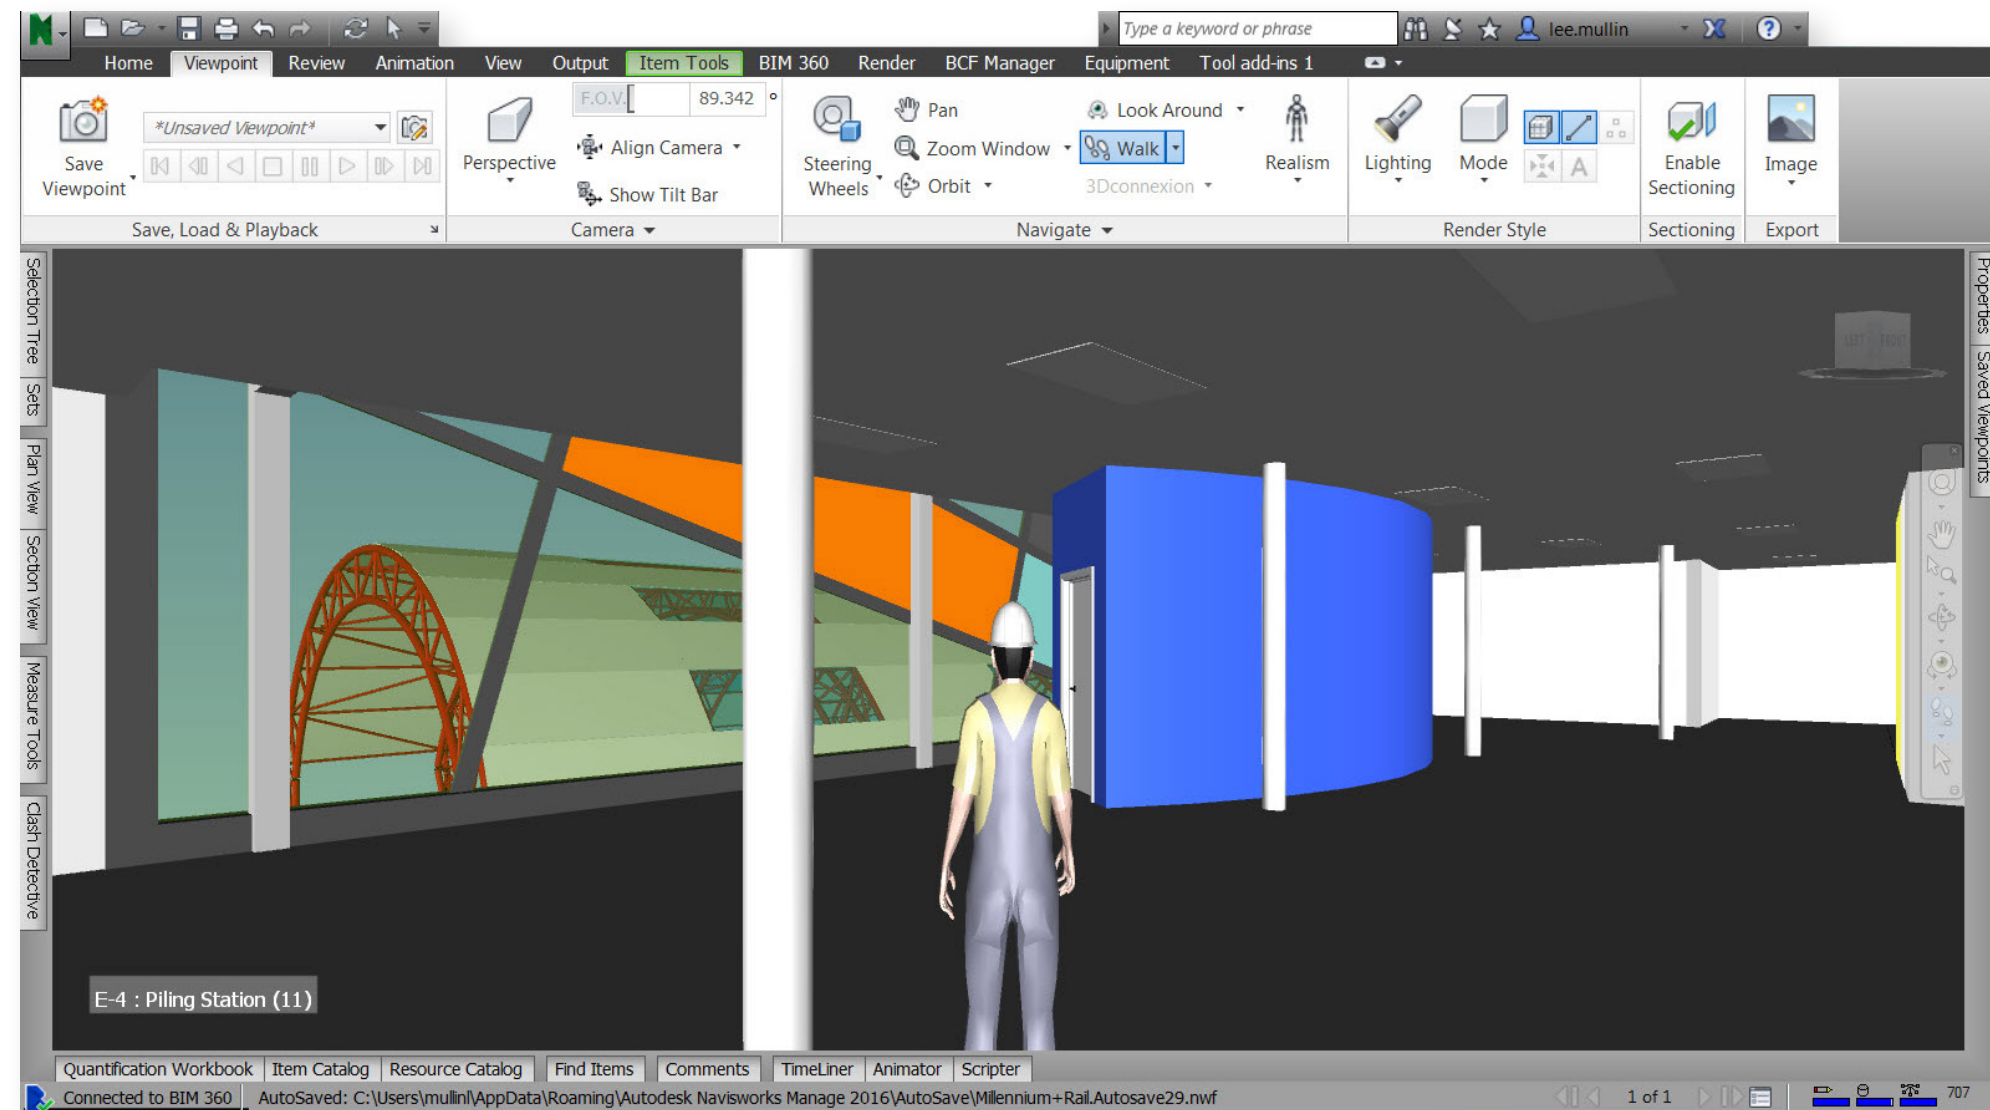 Type a keyword or phrase
lee.mullin
Home Viewpoint Review Animation View Output Item Tools BIM 360 Render BCF Manager Equipment Tool add-ins 1
F.O.V. 89.342 °
*Unsaved Viewpoint*
Pan
Look Around
Align Camera
Zoom Window
Walk
Save Viewpoint
Perspective
Steering Wheels
Realism
Lighting
Mode
Enable Sectioning
Image
Show Tilt Bar
Orbit
3Dconnexion
A
Save, Load & Playback
Camera
Navigate
Render Style
Sectioning
Export
Selection Tree
Sets
Plan View
Section View
Measure Tools
Clash Detective
Properties
Saved Viewpoints
LEFT
FRONT
E-4 : Piling Station (11)
Quantification Workbook Item Catalog Resource Catalog Find Items Comments TimeLiner Animator Scripter
Connected to BIM 360 AutoSaved: C:\Users\mullinl\AppData\Roaming\Autodesk Navisworks Manage 2016\AutoSave\Millennium+Rail.Autosave29.nwf 1 of 1 707